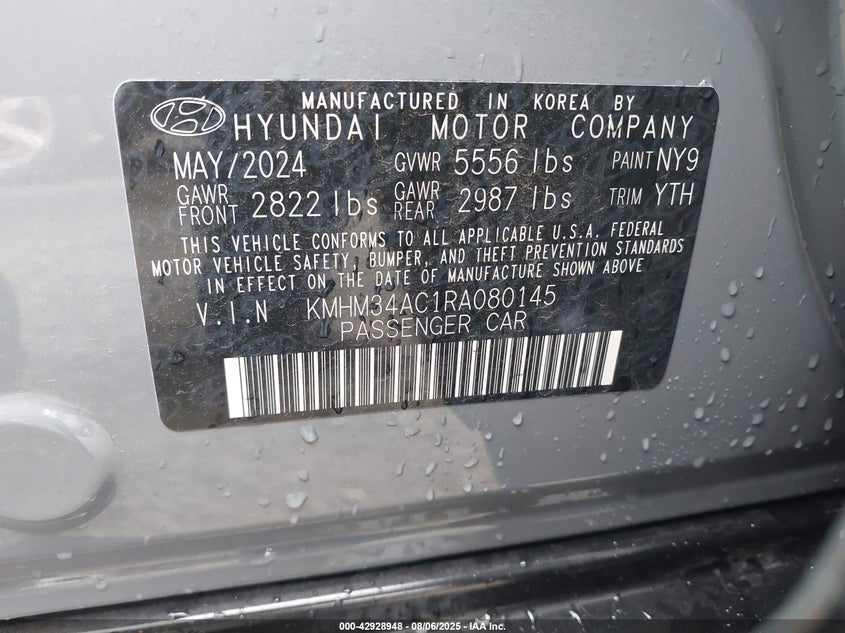 MANUFACTURED IN KOREA BY
HYUNDAI MOTOR COMPANY
MAY/2024 GVWR 5556 lbs PAINT NY9
GAWR FRONT 2822 lbs GAWR REAR 2987 lbs TRIM YTH
THIS VEHICLE CONFORMS TO ALL APPLICABLE U.S.A. FEDERAL
MOTOR VEHICLE SAFETY, BUMPER, AND THEFT PREVENTION STANDARDS
IN EFFECT ON THE DATE OF MANUFACTURE SHOWN ABOVE
V.I.N KMHM34AC1RA080145
PASSENGER CAR
000-42928948 - 08/06/2025 - IAA Inc.